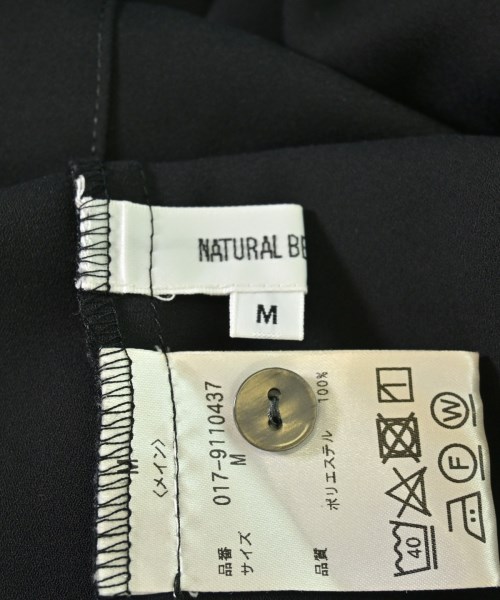 NATURAL BE
M
M
〈メイン〉
品番 017-9110437
サイズ M
品質
ポリエステル 100%
40
1
F
W